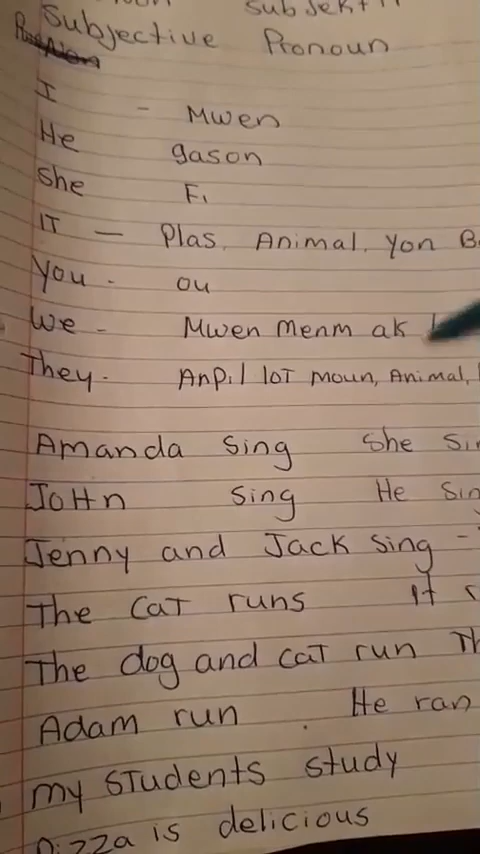 Subjective Pronoun
I - Mwen
He gason
She Fi
IT - Plas, Animal, yon
You - ou
We - Mwen menm ak
They - Anpil lOT moun, Animal,
Amanda sing She
JoHn sing He
Jenny and Jack sing -
The CAT runs It
The dog and CAT run
Adam run. He ran
my students study
Pizza is delicious